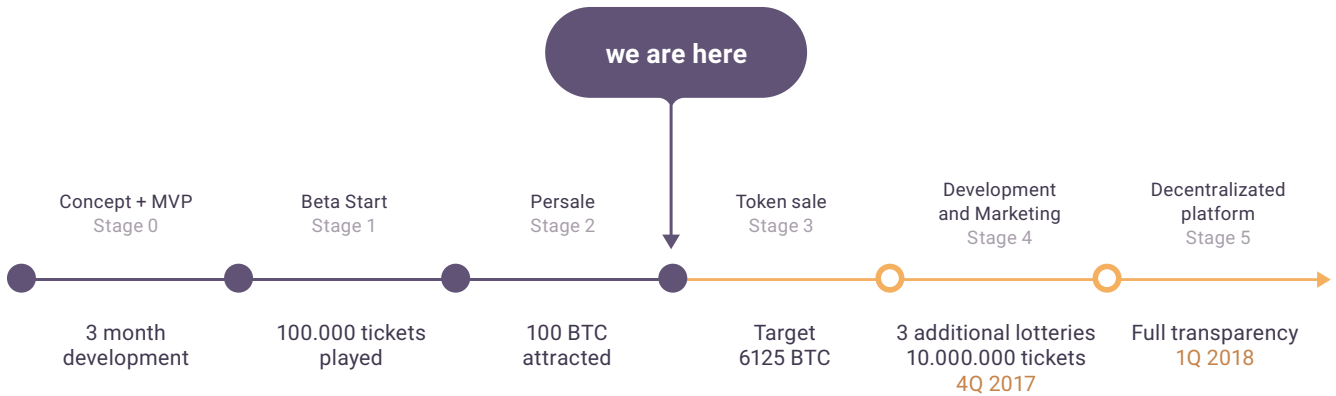 we are here
Concept + MVP
Stage 0
Beta Start
Stage 1
Persale
Stage 2
Token sale
Stage 3
Development
and Marketing
Stage 4
Decentralizated
platform
Stage 5
3 month
development
100.000 tickets
played
100 BTC
attracted
Target
6125 BTC
3 additional lotteries
10.000.000 tickets
4Q 2017
Full transparency
1Q 2018